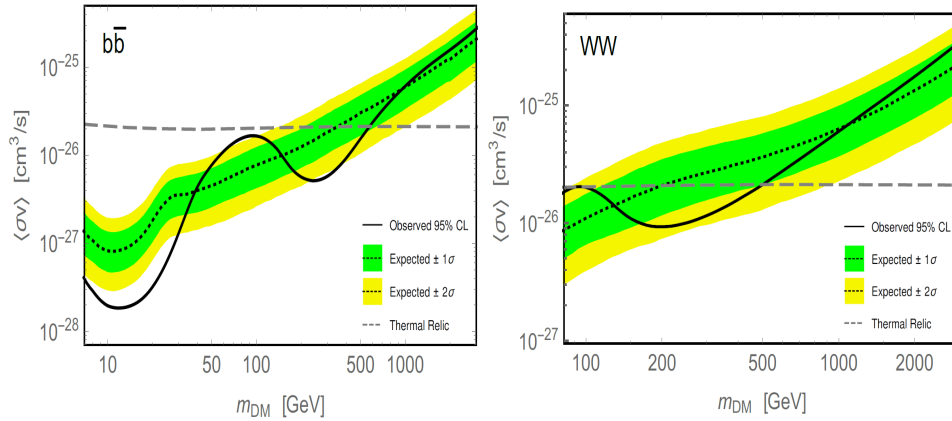 bb̅
⟨σv⟩ [cm³/s]
10⁻²⁵
10⁻²⁶
10⁻²⁷
10⁻²⁸
Observed 95% CL
Expected ± 1σ
Expected ± 2σ
Thermal Relic
10 50 100 500 1000
m_DM [GeV]
WW
⟨σv⟩ [cm³/s]
10⁻²⁵
10⁻²⁶
10⁻²⁷
Observed 95% CL
Expected ± 1σ
Expected ± 2σ
Thermal Relic
100 200 500 1000 2000
m_DM [GeV]